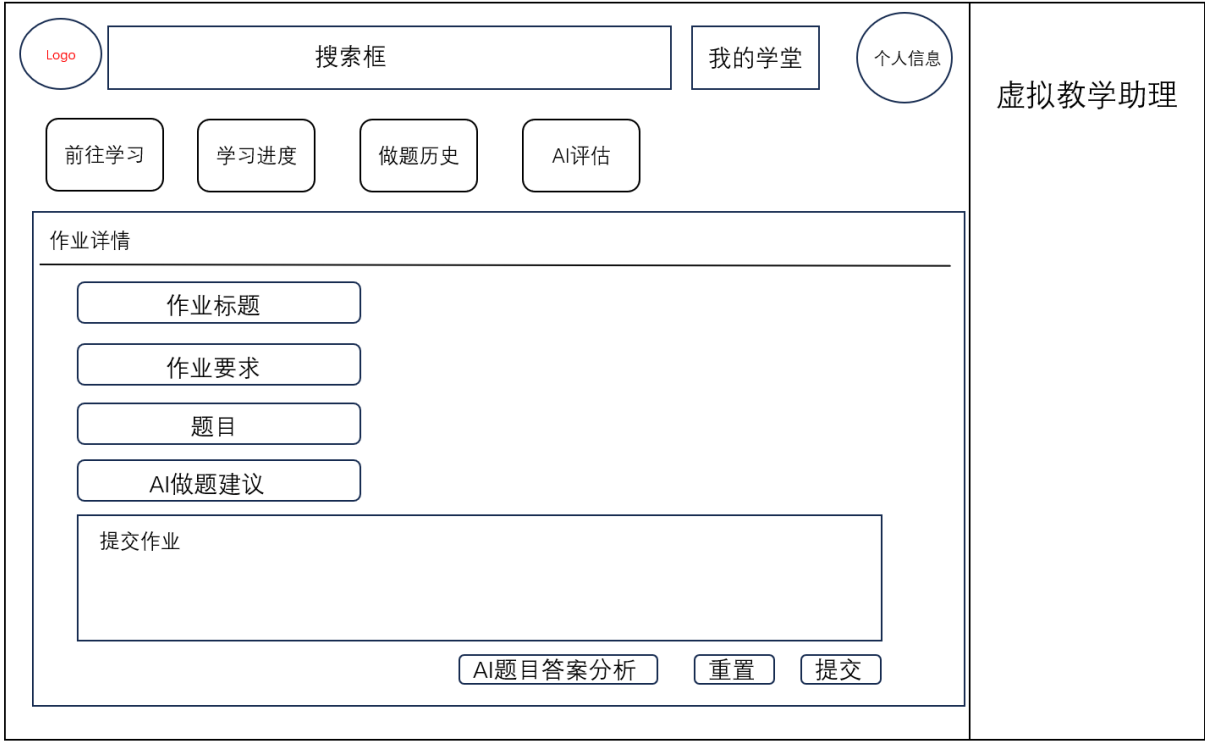 Logo
搜索框
我的学堂
个人信息
虚拟教学助理
前往学习
学习进度
做题历史
AI评估
作业详情
作业标题
作业要求
题目
AI做题建议
提交作业
AI题目答案分析
重置
提交